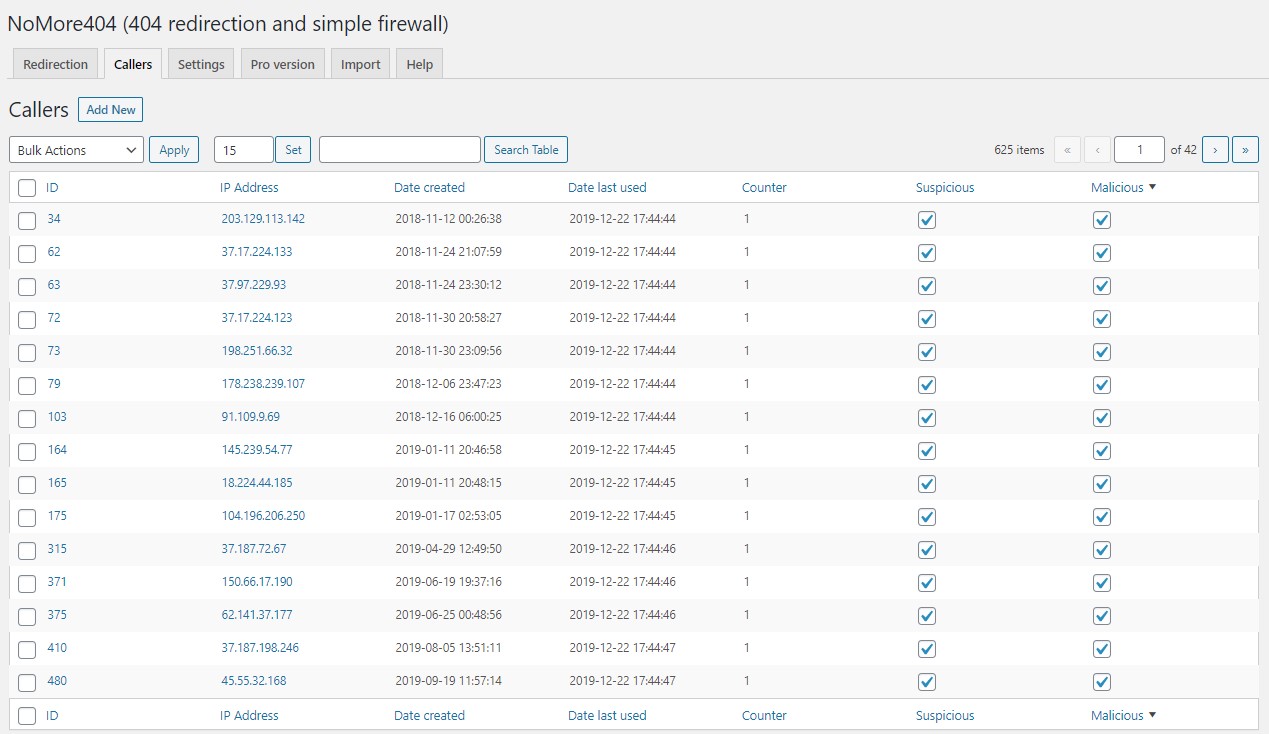 NoMore404 (404 redirection and simple firewall)
Redirection Callers Settings Pro version Import Help
Callers Add New
Bulk Actions Apply 15 Set Search Table 625 items « ‹ 1 of 42 › »
ID IP Address Date created Date last used Counter Suspicious Malicious ▼
34 203.129.113.142 2018-11-12 00:26:38 2019-12-22 17:44:44 1
62 37.17.224.133 2018-11-24 21:07:59 2019-12-22 17:44:44 1
63 37.97.229.93 2018-11-24 23:30:12 2019-12-22 17:44:44 1
72 37.17.224.123 2018-11-30 20:58:27 2019-12-22 17:44:44 1
73 198.251.66.32 2018-11-30 23:09:56 2019-12-22 17:44:44 1
79 178.238.239.107 2018-12-06 23:47:23 2019-12-22 17:44:44 1
103 91.109.9.69 2018-12-16 06:00:25 2019-12-22 17:44:44 1
164 145.239.54.77 2019-01-11 20:46:58 2019-12-22 17:44:45 1
165 18.224.44.185 2019-01-11 20:48:15 2019-12-22 17:44:45 1
175 104.196.206.250 2019-01-17 02:53:05 2019-12-22 17:44:45 1
315 37.187.72.67 2019-04-29 12:49:50 2019-12-22 17:44:46 1
371 150.66.17.190 2019-06-19 19:37:16 2019-12-22 17:44:46 1
375 62.141.37.177 2019-06-25 00:48:56 2019-12-22 17:44:46 1
410 37.187.198.246 2019-08-05 13:51:11 2019-12-22 17:44:47 1
480 45.55.32.168 2019-09-19 11:57:14 2019-12-22 17:44:47 1
ID IP Address Date created Date last used Counter Suspicious Malicious ▼